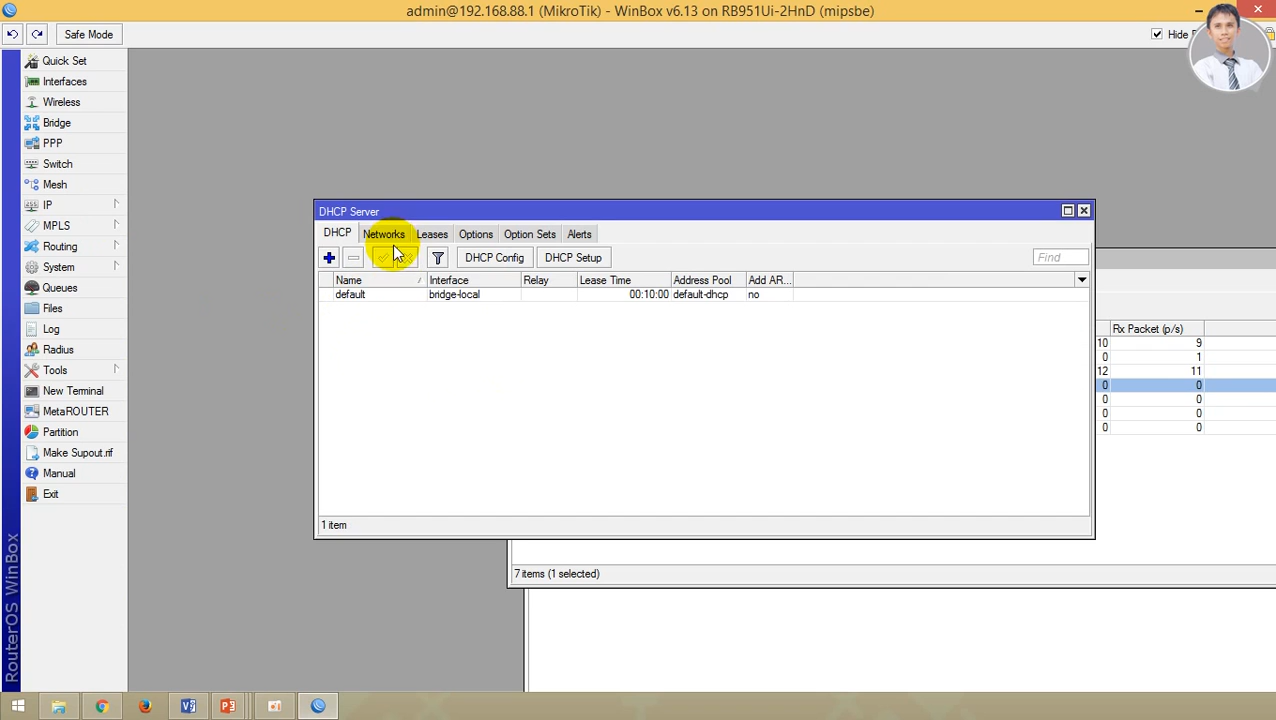 admin@192.168.88.1 (MikroTik) - WinBox v6.13 on RB951Ui-2HnD (mipsbe)
Safe Mode
Hide
Quick Set
Interfaces
Wireless
Bridge
PPP
Switch
Mesh
IP
MPLS
Routing
System
Queues
Files
Log
Radius
Tools
New Terminal
MetaROUTER
Partition
Make Supout.rif
Manual
Exit
RouterOS WinBox
DHCP Server
DHCP Networks Leases Options Option Sets Alerts
DHCP Config DHCP Setup Find
Name Interface Relay Lease Time Address Pool Add AR...
default bridge-local 00:10:00 default-dhcp no
1 item
Rx Packet (p/s)
10 9
0 1
12 11
0 0
0 0
0 0
0 0
7 items (1 selected)